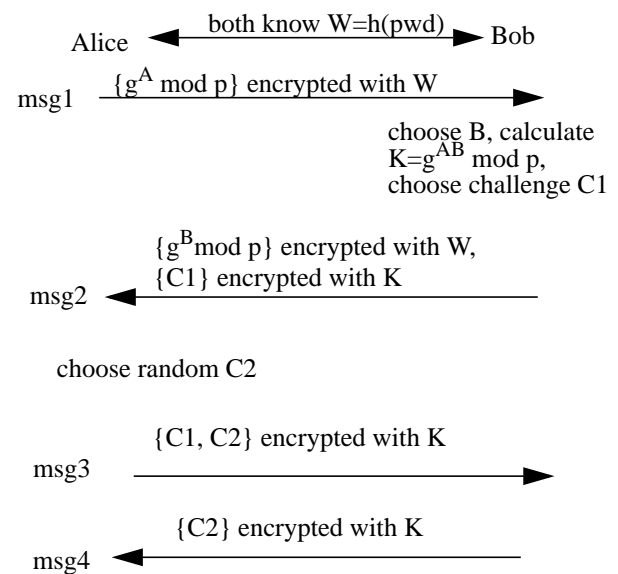 both know W=h(pwd)
Alice Bob
{g^A mod p} encrypted with W
msg1
choose B, calculate
K=g^AB mod p,
choose challenge C1
{g^B mod p} encrypted with W,
{C1} encrypted with K
msg2
choose random C2
{C1, C2} encrypted with K
msg3
{C2} encrypted with K
msg4